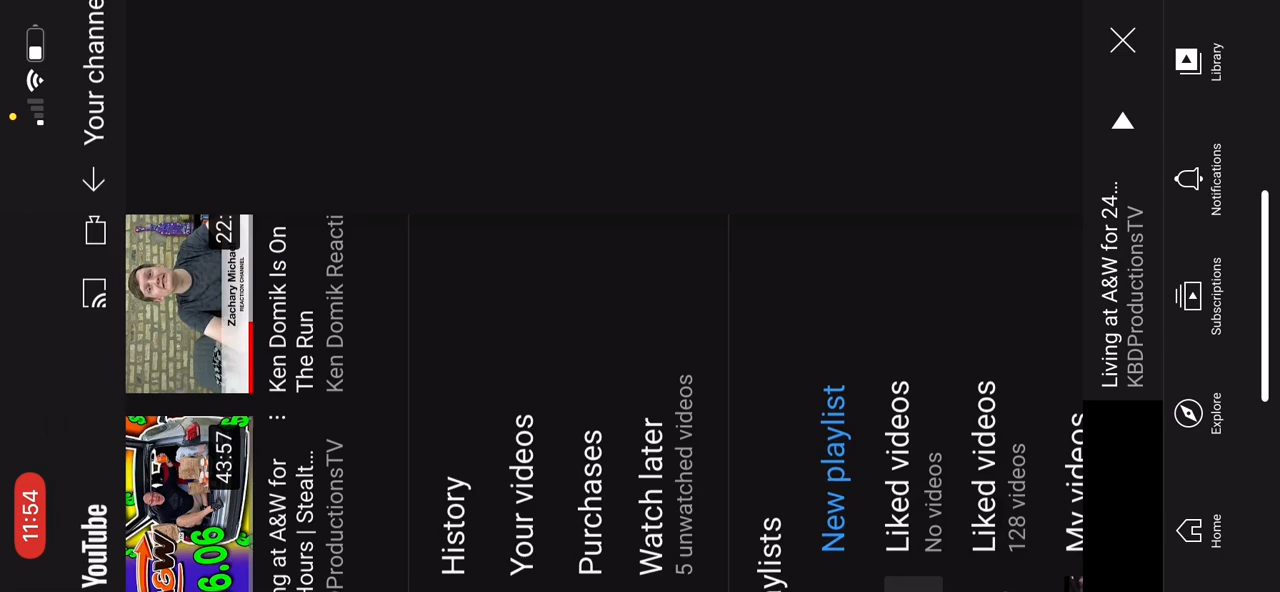 11:54
YouTube
Your channe
43:57
6.06
ng at A&W for
Hours | Stealt...
ProductionsTV
22:
Zachary Michae
REACTION CHANNEL
Ken Domik Is On
The Run
Ken Domik Reacti
History
Your videos
Purchases
Watch later
5 unwatched videos
ylists
New playlist
Liked videos
No videos
Liked videos
128 videos
My videos
Living at A&W for 24...
KBDProductionsTV
Home
Explore
Subscriptions
Notifications
Library